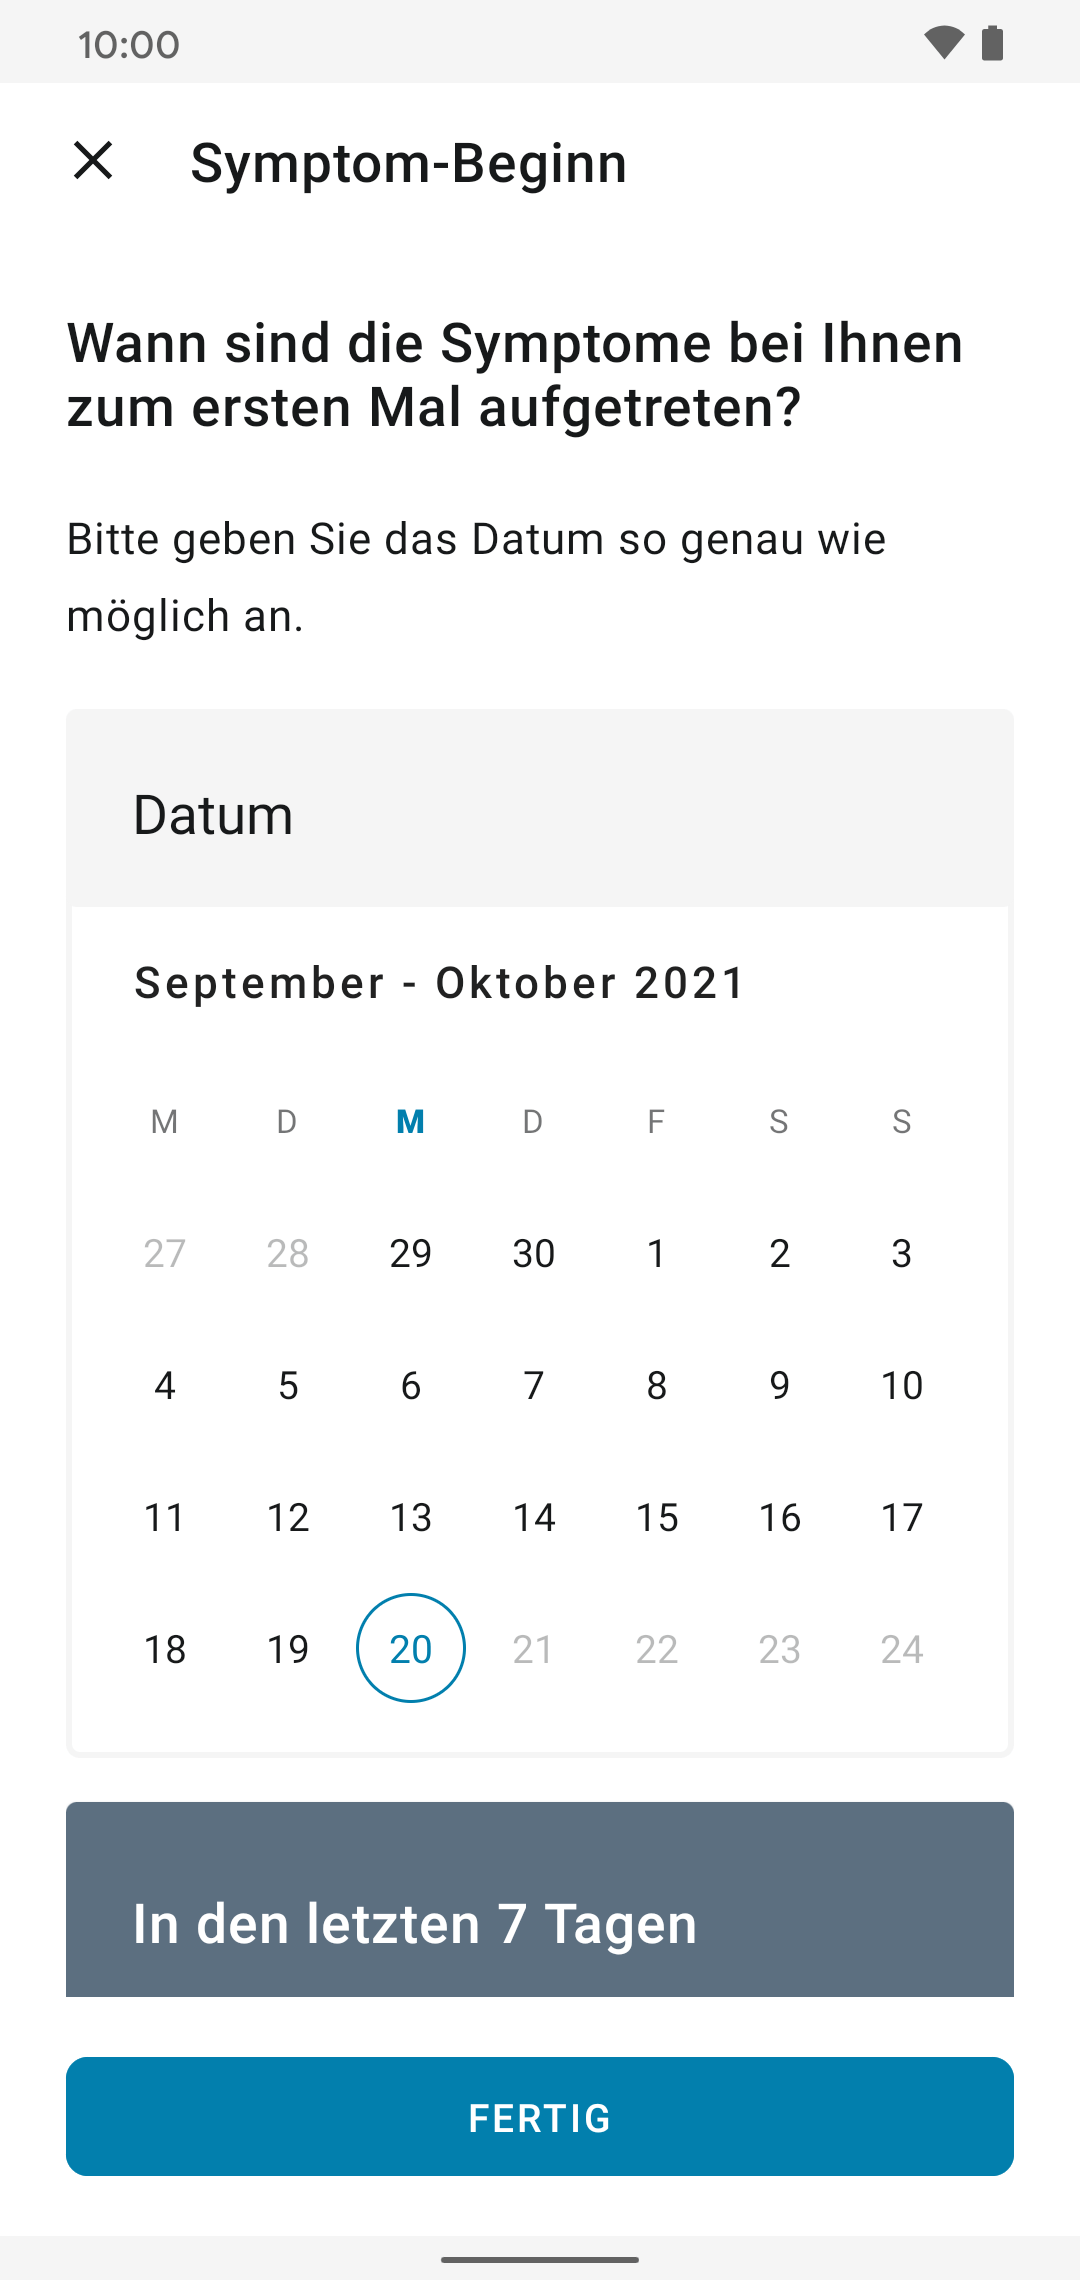 10:00
Symptom-Beginn
Wann sind die Symptome bei Ihnen
zum ersten Mal aufgetreten?
Bitte geben Sie das Datum so genau wie
möglich an.
Datum
September - Oktober 2021
M D M D F S S
27 28 29 30 1 2 3
4 5 6 7 8 9 10
11 12 13 14 15 16 17
18 19 20 21 22 23 24
In den letzten 7 Tagen
FERTIG